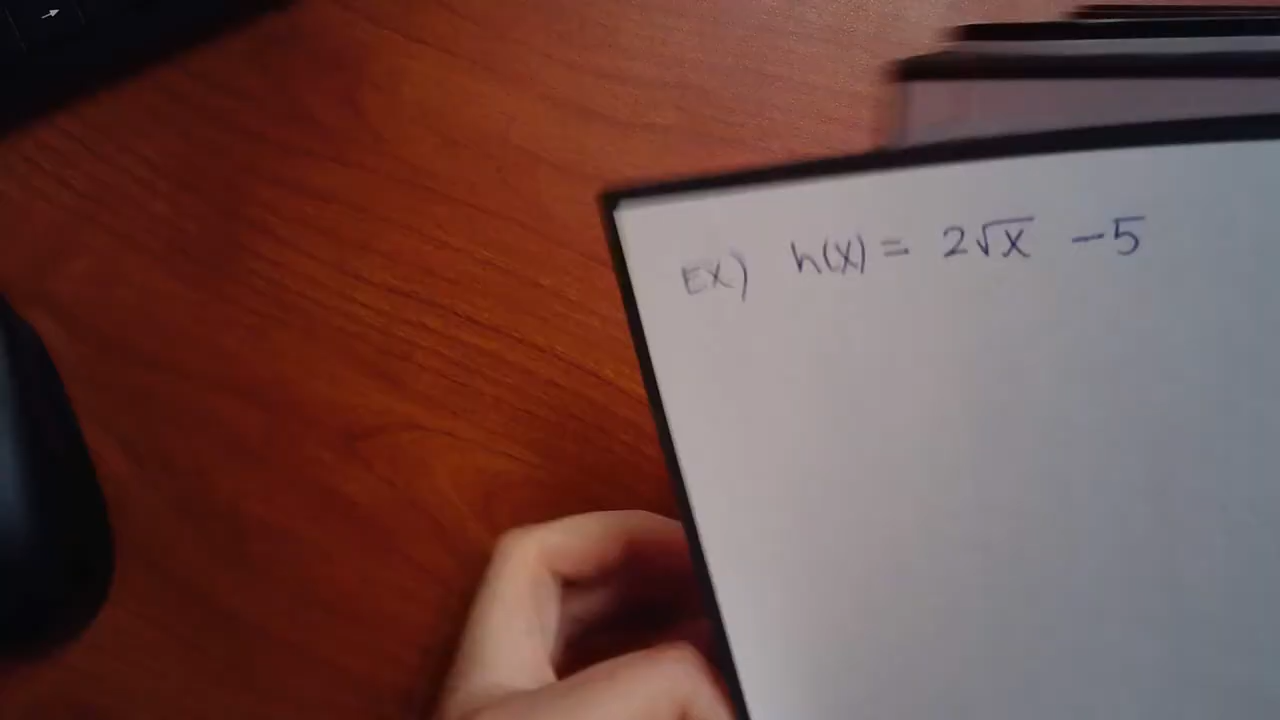 EX) h(x) = 2√x - 5